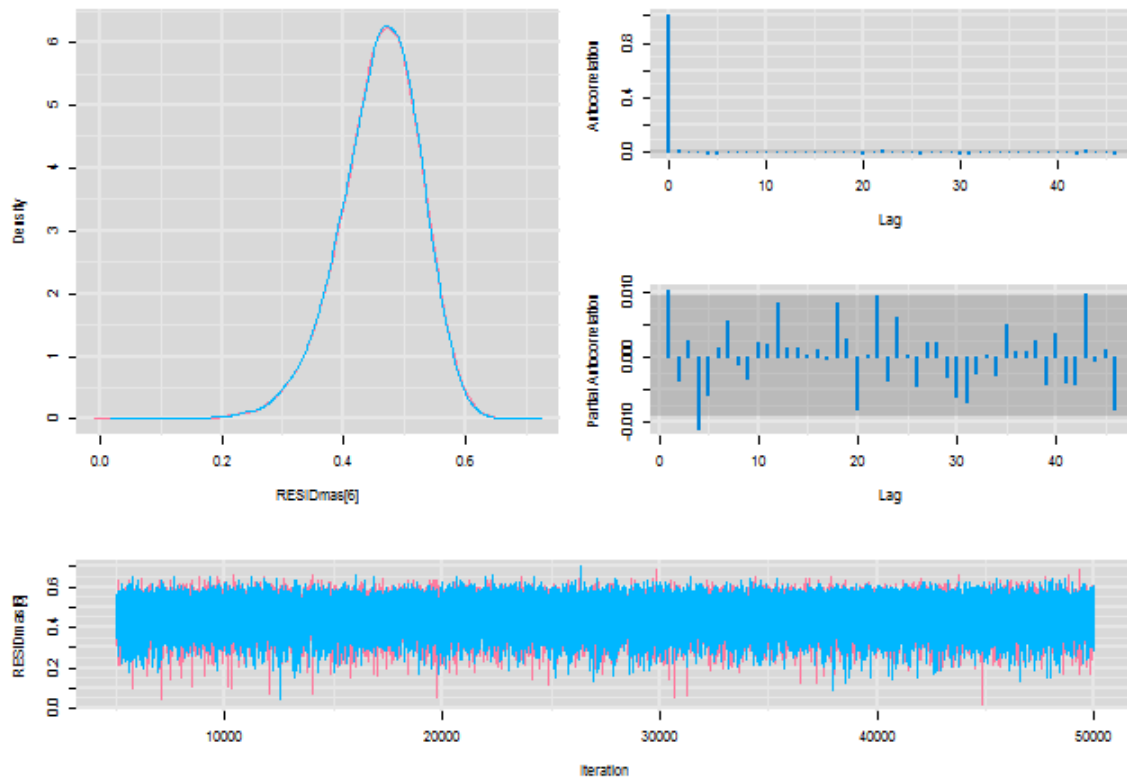 Density
6
5
4
3
2
1
0
0.0 0.2 0.4 0.6
RESIDmas[6]
Autocorrelation
0.8
0.4
0.0
0 10 20 30 40
Lag
Partial Autocorrelation
0.010
0.000
-0.010
0 10 20 30 40
Lag
RESIDmas[6]
0.6
0.4
0.2
0.0
10000 20000 30000 40000 50000
Iteration